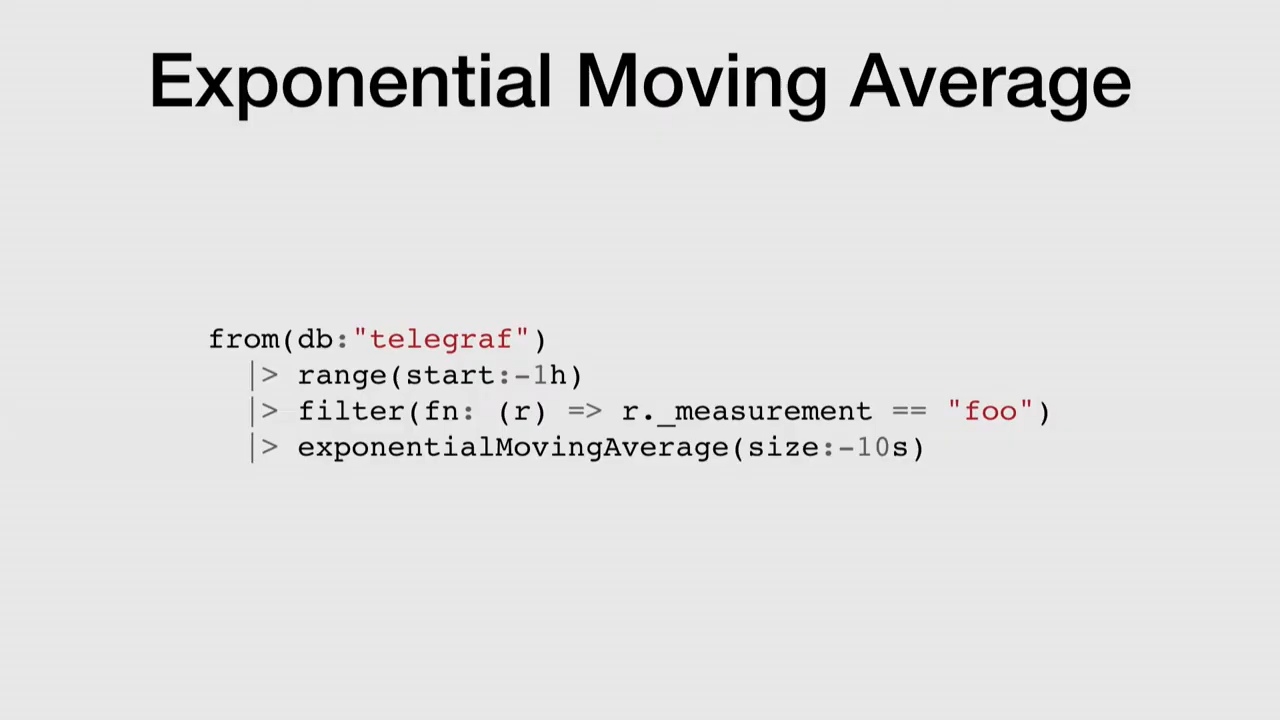 Exponential Moving Average
from(db:"telegraf")
|> range(start:-1h)
|> filter(fn: (r) => r._measurement == "foo")
|> exponentialMovingAverage(size:-10s)